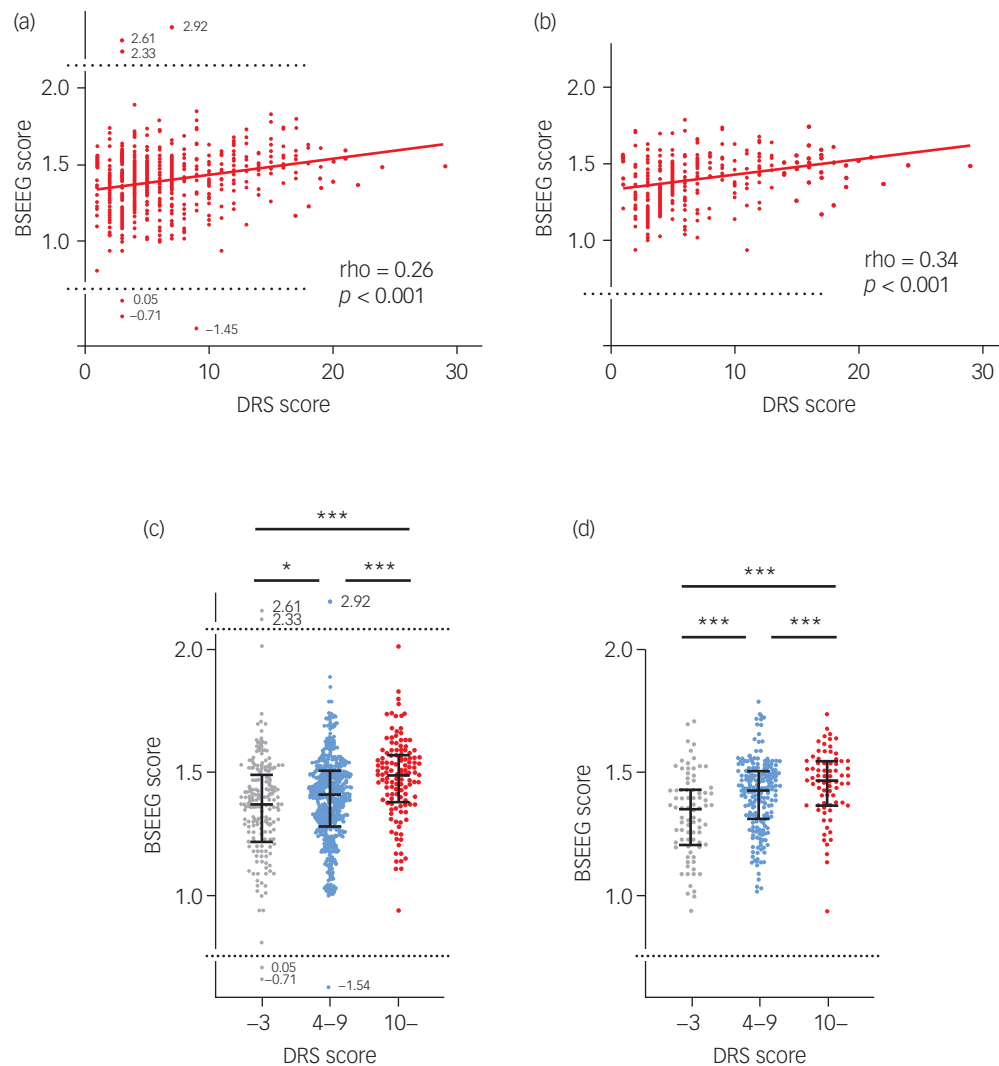 (a)
2.61
2.33
2.92
2.0
1.5
1.0
BSEEG score
rho = 0.26
p < 0.001
0.05
−0.71
−1.45
0
10
20
30
DRS score
(b)
2.0
1.5
1.0
BSEEG score
rho = 0.34
p < 0.001
0
10
20
30
DRS score
(c)
***
*
***
2.61
2.33
2.92
2.0
1.5
1.0
BSEEG score
0.05
−0.71
−1.54
−3
4–9
10–
DRS score
(d)
***
***
***
2.0
1.5
1.0
BSEEG score
−3
4–9
10–
DRS score